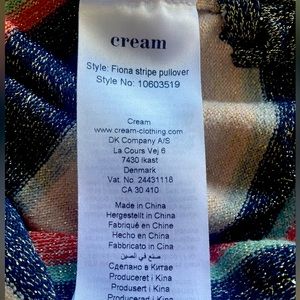 cream
Style: Fiona stripe pullover
Style No: 10603519
Cream
www.cream-clothing.com
DK Company A/S
La Cours Vej 6
7430 Ikast
Denmark
Vat. No. 24431118
CA 30 410
Made in China
Hergestellt in China
Fabriqué en Chine
Hecho en China
Fabbricato in Cina
صنع في الصين
Сделано в Китае
Produceret i Kina
Produsert i Kina
Producerad i Kina